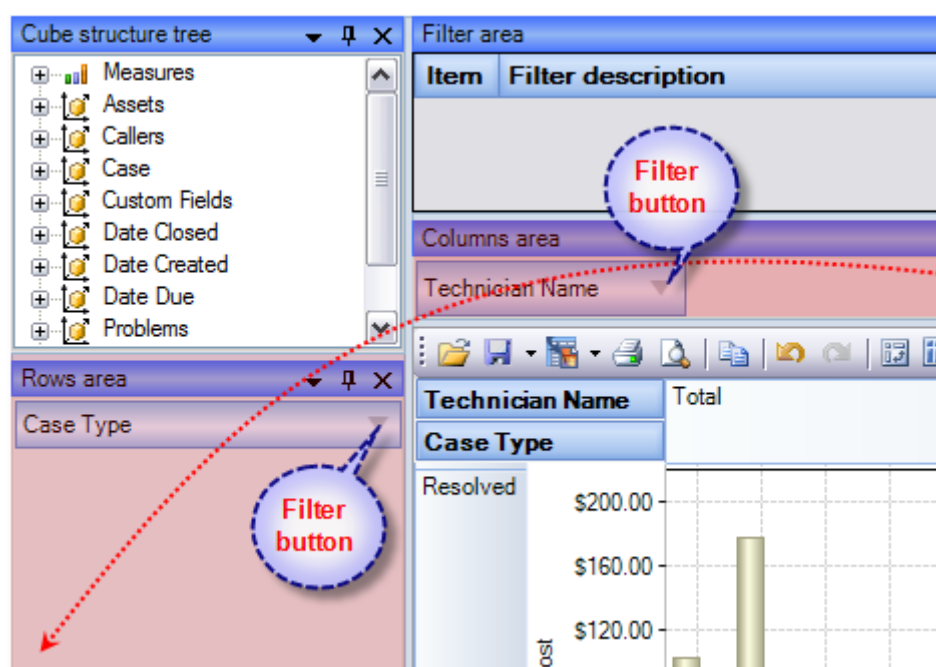 Cube structure tree
Measures
Assets
Callers
Case
Custom Fields
Date Closed
Date Created
Date Due
Problems
Rows area
Case Type
Filter
button
Filter area
Item Filter description
Filter
button
Columns area
Technician Name
Technician Name Total
Case Type
Resolved
$200.00
$160.00
$120.00